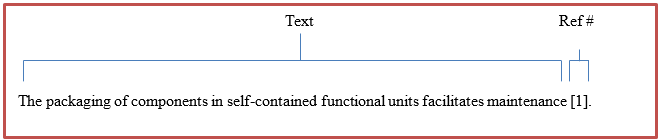 Text Ref #
The packaging of components in self-contained functional units facilitates maintenance [1].